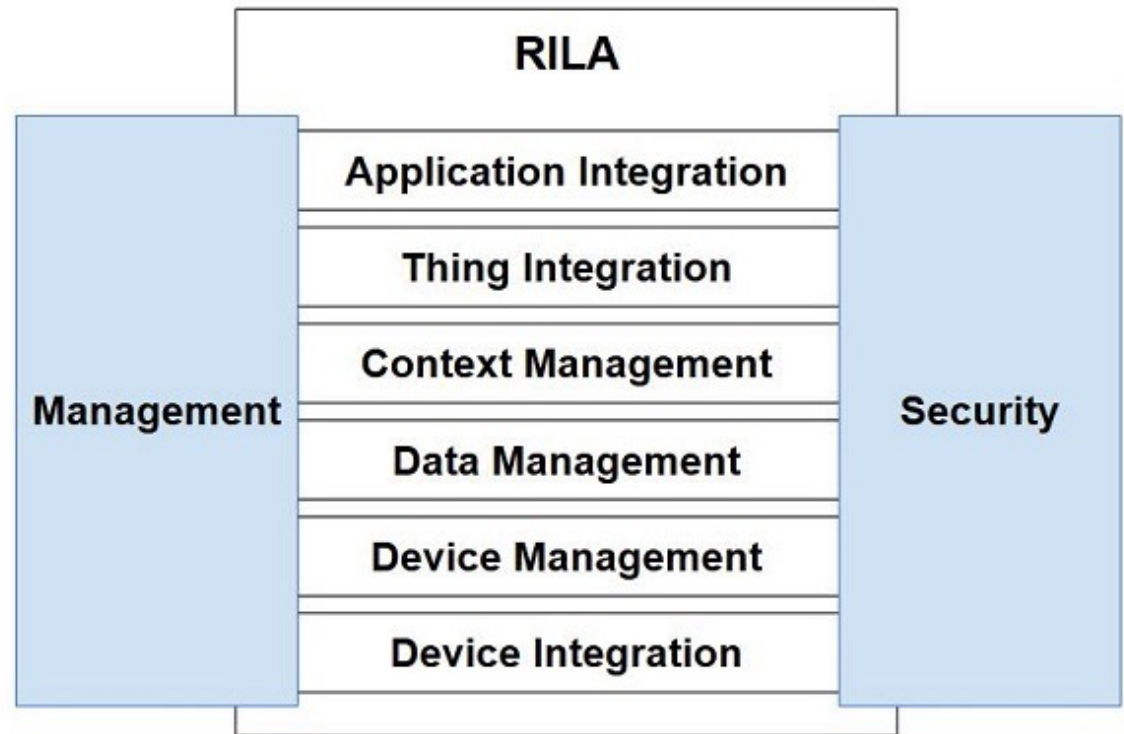 RILA
Application Integration
Thing Integration
Context Management
Management
Security
Data Management
Device Management
Device Integration